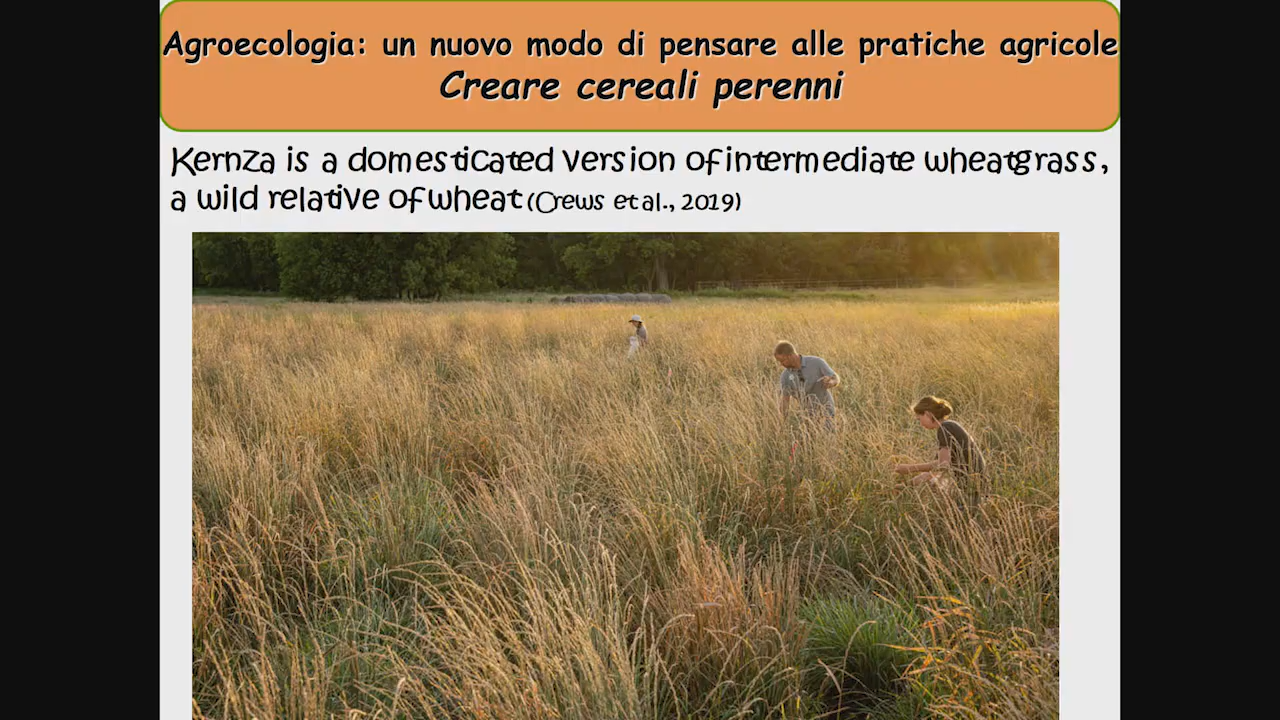 Agroecologia: un nuovo modo di pensare alle pratiche agricole
Creare cereali perenni
Kernza is a domesticated version of intermediate wheatgrass,
a wild relative of wheat (Crews et al., 2019)